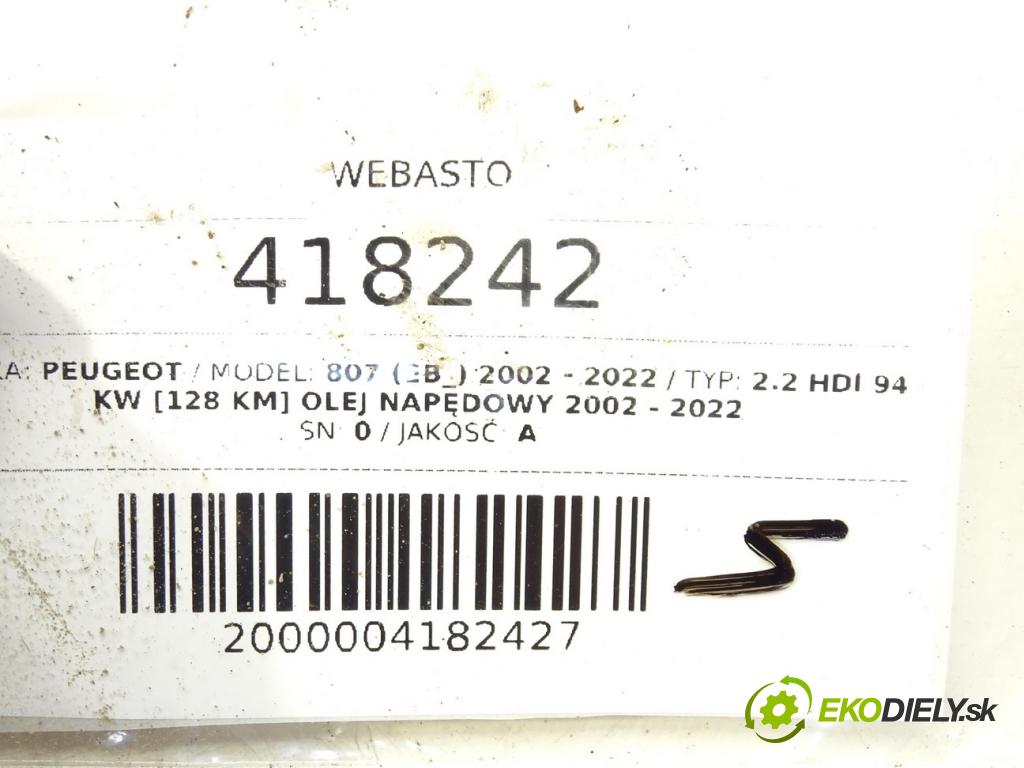 WEBASTO
418242
KA: PEUGEOT / MODEL: 807 (EB_) 2002 - 2022 / TYP: 2.2 HDI 94
KW [128 KM] OLEJ NAPĘDOWY 2002 - 2022
SN: 0 / JAKOŚĆ: A
2000004182427
EKODIELY.sk